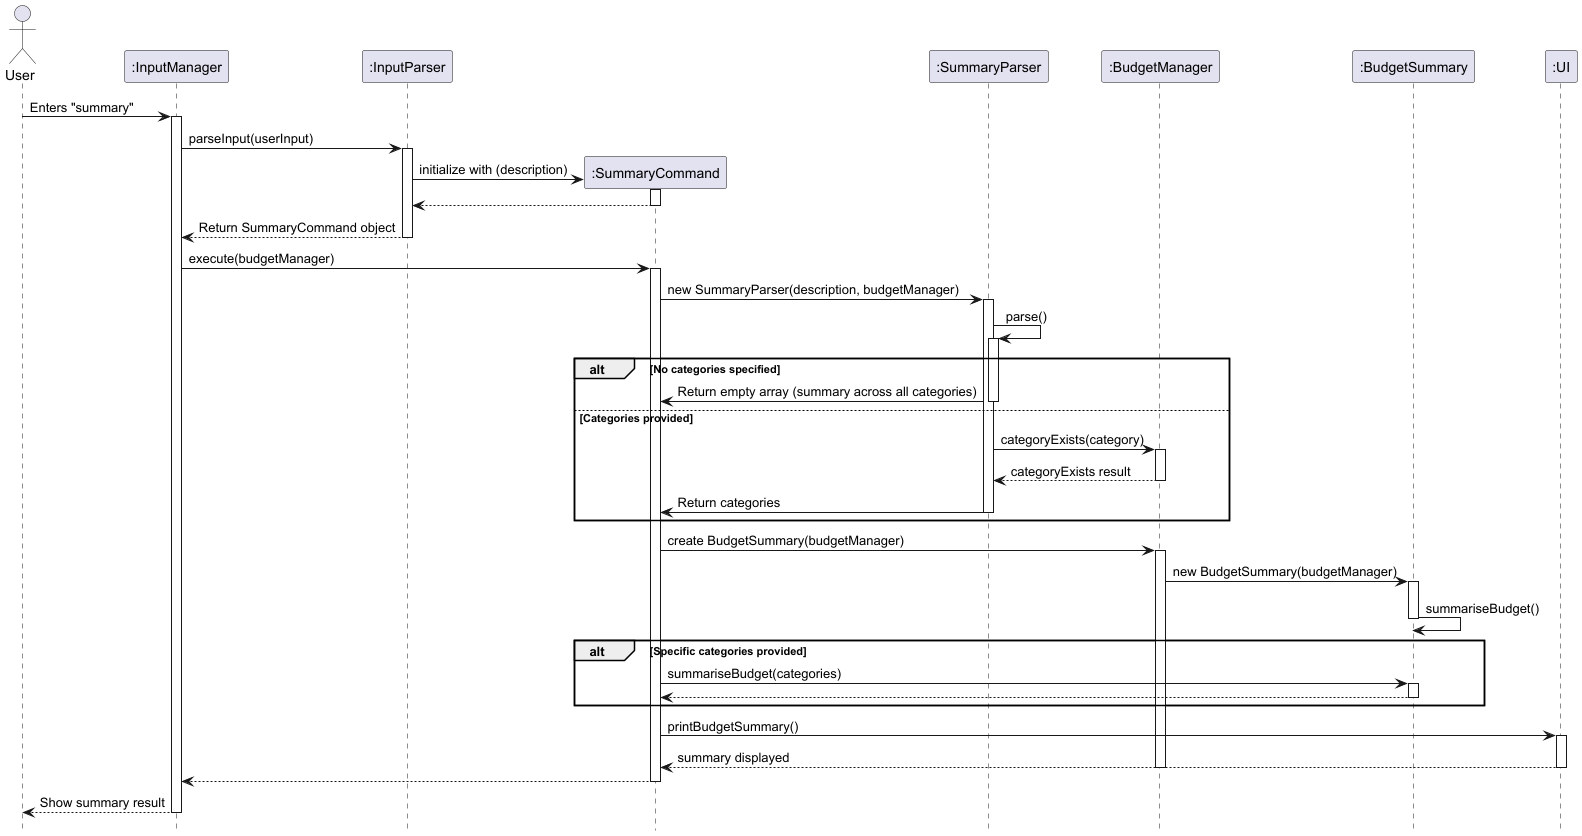 User
:InputManager
:InputParser
:SummaryParser
:BudgetManager
:BudgetSummary
:UI
Enters "summary"
parseInput(userInput)
initialize with (description)
:SummaryCommand
Return SummaryCommand object
execute(budgetManager)
new SummaryParser(description, budgetManager)
parse()
alt
[No categories specified]
Return empty array (summary across all categories)
[Categories provided]
categoryExists(category)
categoryExists result
Return categories
create BudgetSummary(budgetManager)
new BudgetSummary(budgetManager)
summariseBudget()
alt
[Specific categories provided]
summariseBudget(categories)
printBudgetSummary()
summary displayed
Show summary result